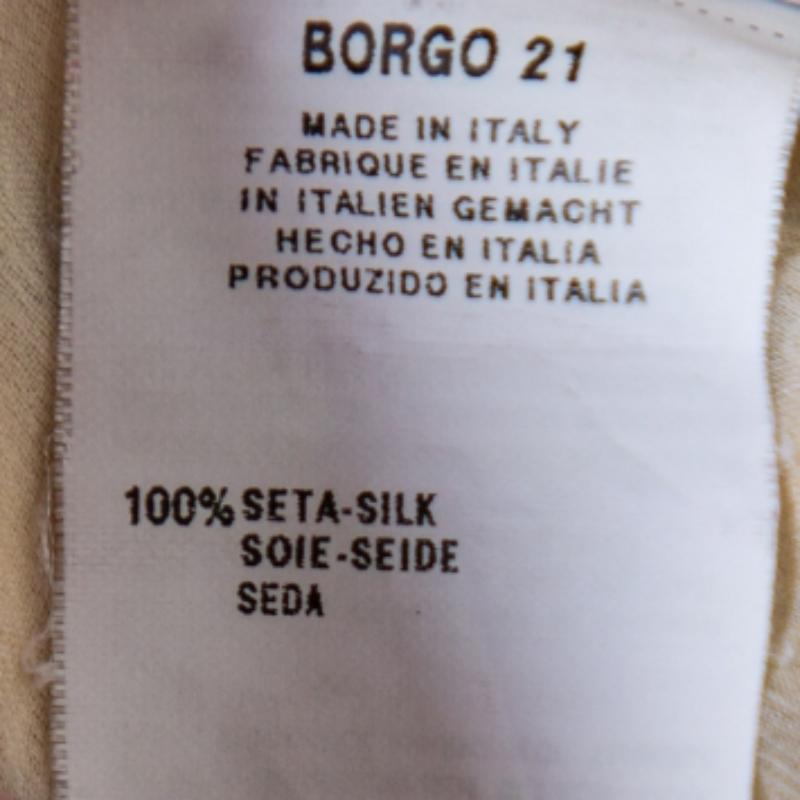 BORGO 21
MADE IN ITALY
FABRIQUE EN ITALIE
IN ITALIEN GEMACHT
HECHO EN ITALIA
PRODUZIDO EN ITALIA
100% SETA-SILK
SOIE-SEIDE
SEDA